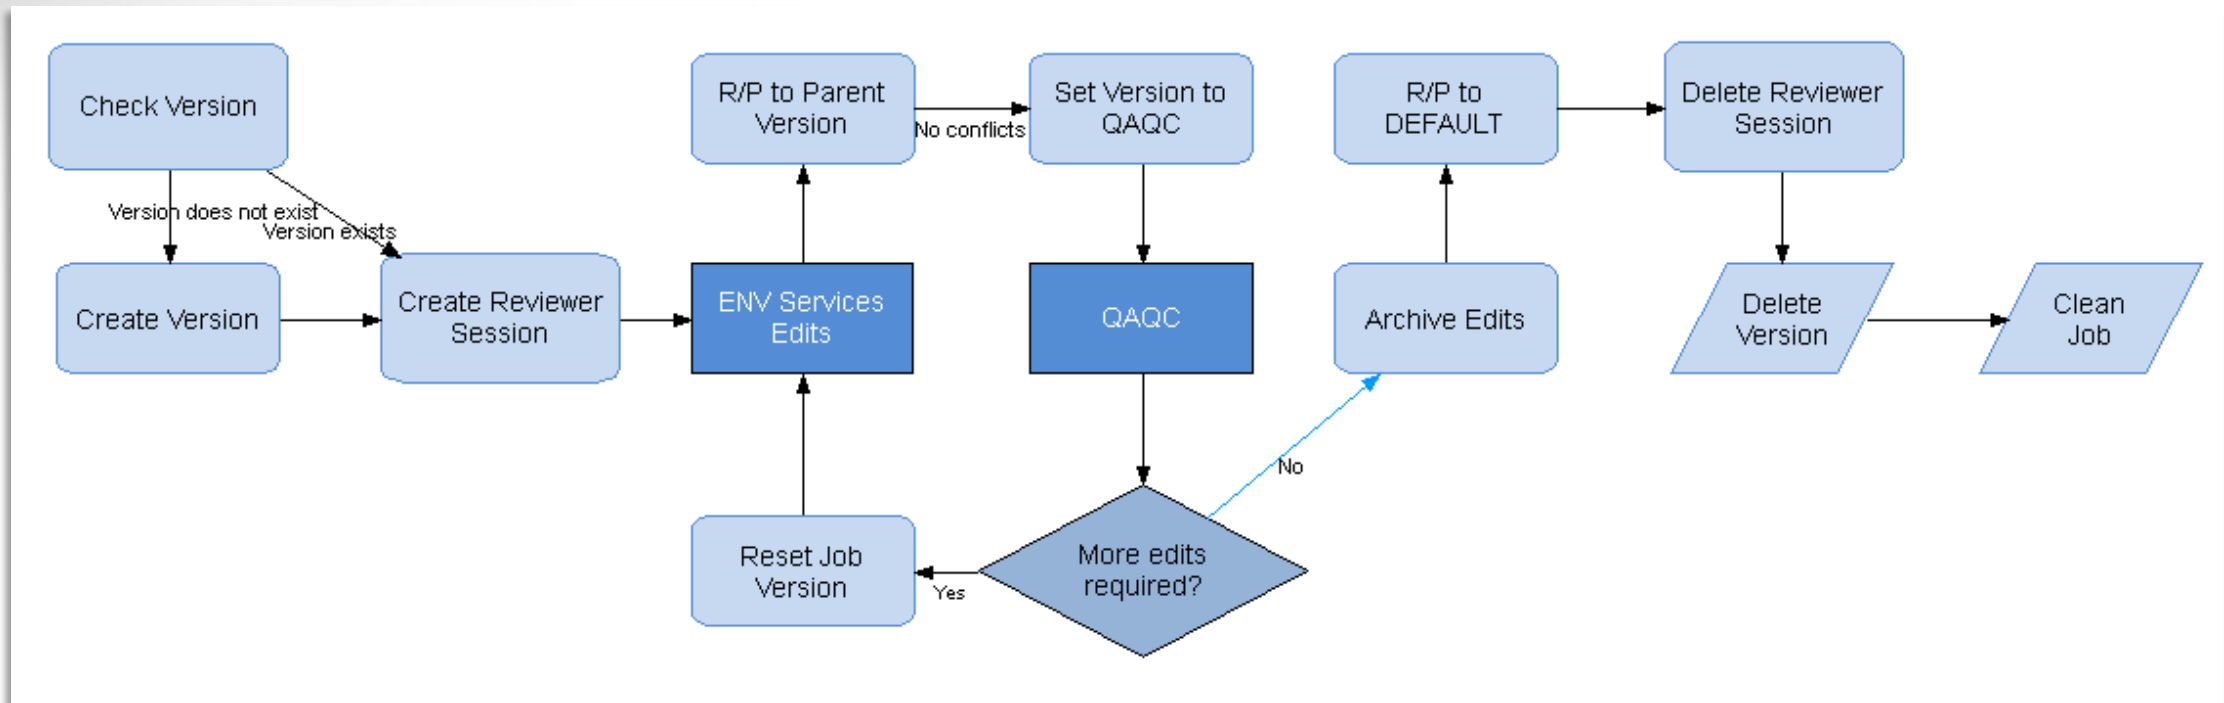 Check Version
Version does not exist
Version exists
Create Version
Create Reviewer
Session
ENV Services
Edits
R/P to Parent
Version
No conflicts
Set Version to
QAQC
QAQC
More edits
required?
Yes
Reset Job
Version
No
Archive Edits
R/P to
DEFAULT
Delete Reviewer
Session
Delete
Version
Clean
Job